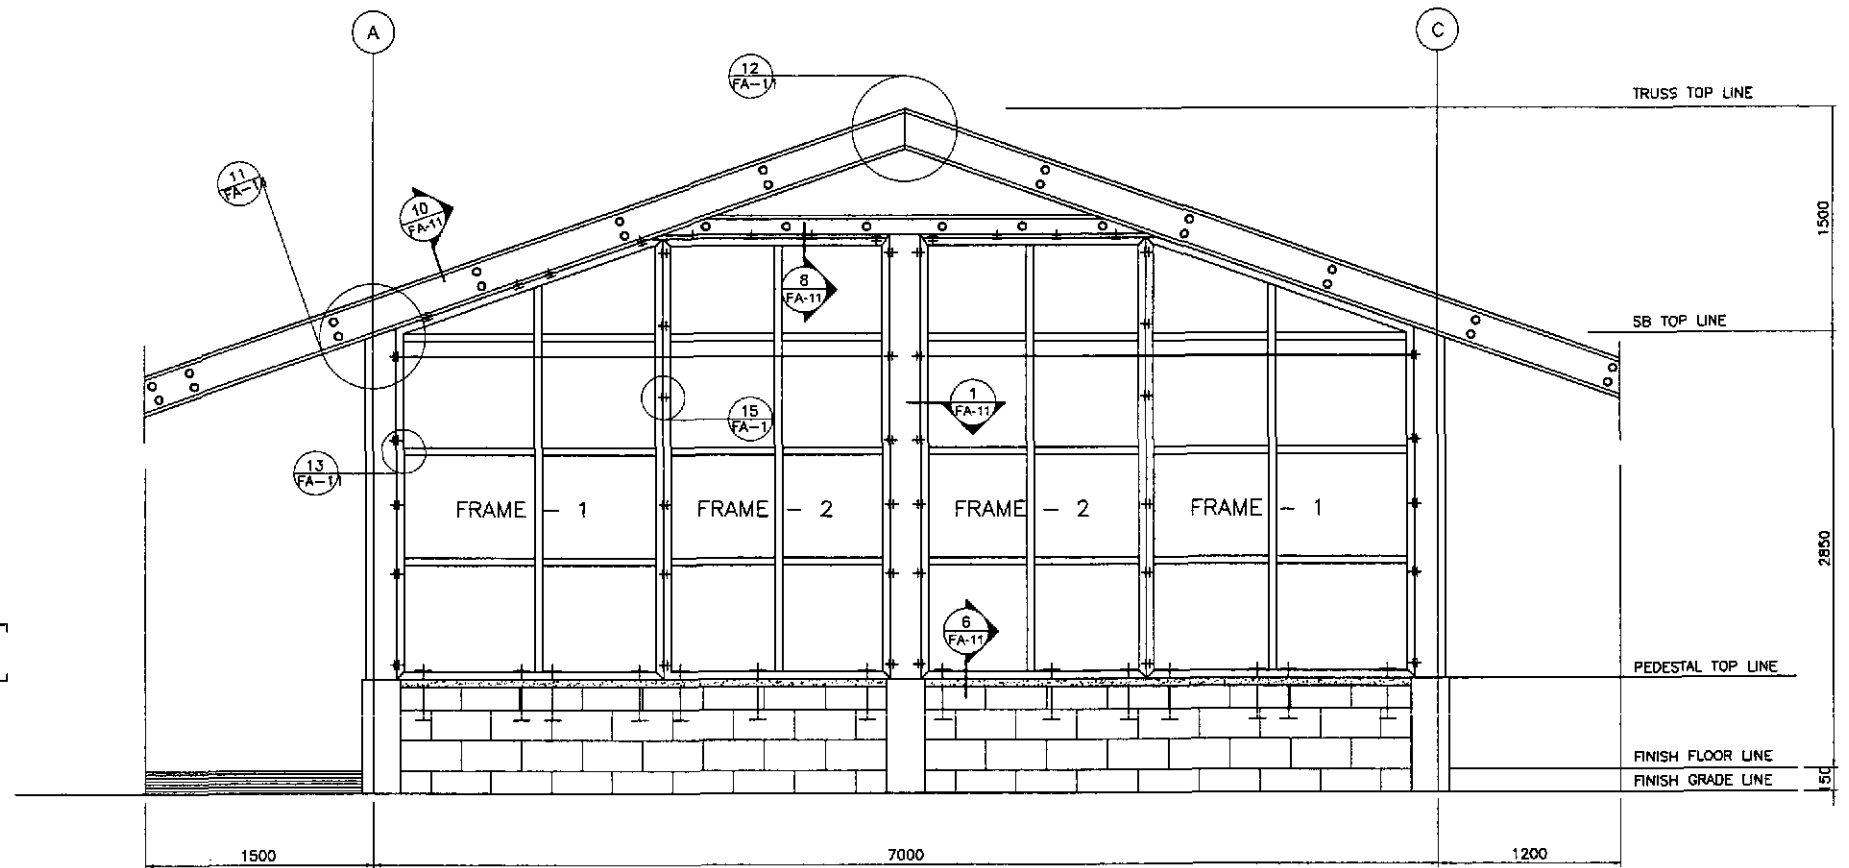 A
C
12
FA-11
TRUSS TOP LINE
11
FA-11
10
FA-11
1500
8
FA-11
SB TOP LINE
1
FA-11
15
FA-1
13
FA-11
FRAME - 1
FRAME - 2
FRAME - 2
FRAME - 1
2850
6
FA-11
PEDESTAL TOP LINE
FINISH FLOOR LINE
FINISH GRADE LINE
150
1500
7000
1200